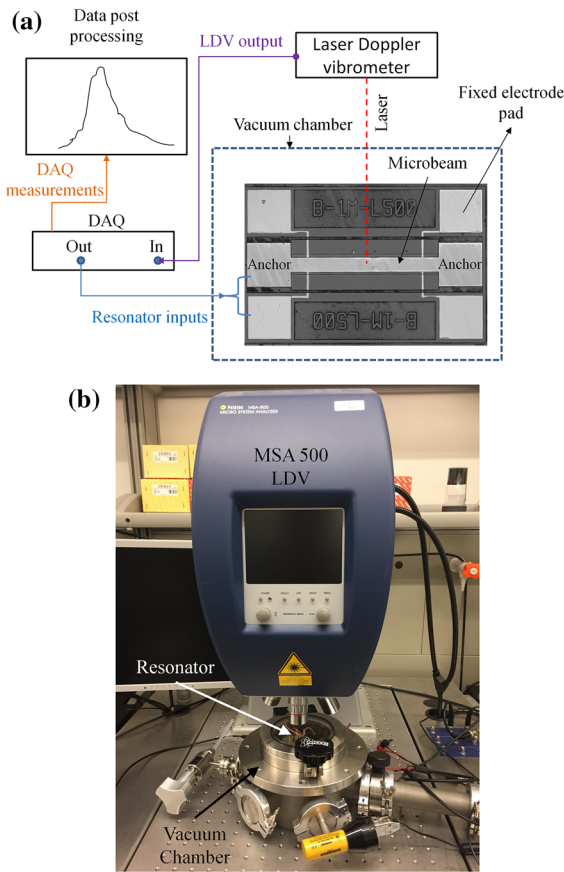 (a)
Data post
processing
LDV output
Laser Doppler
vibrometer
Laser
Fixed electrode
pad
Vacuum chamber
Microbeam
DAQ
measurements
DAQ
Out
In
B-1M-L500
Anchor
Anchor
Resonator inputs
B-1M-L500
(b)
Polytec MSA-500
MICRO SYSTEM ANALYZER
MSA 500
LDV
Resonator
Vacuum
Chamber